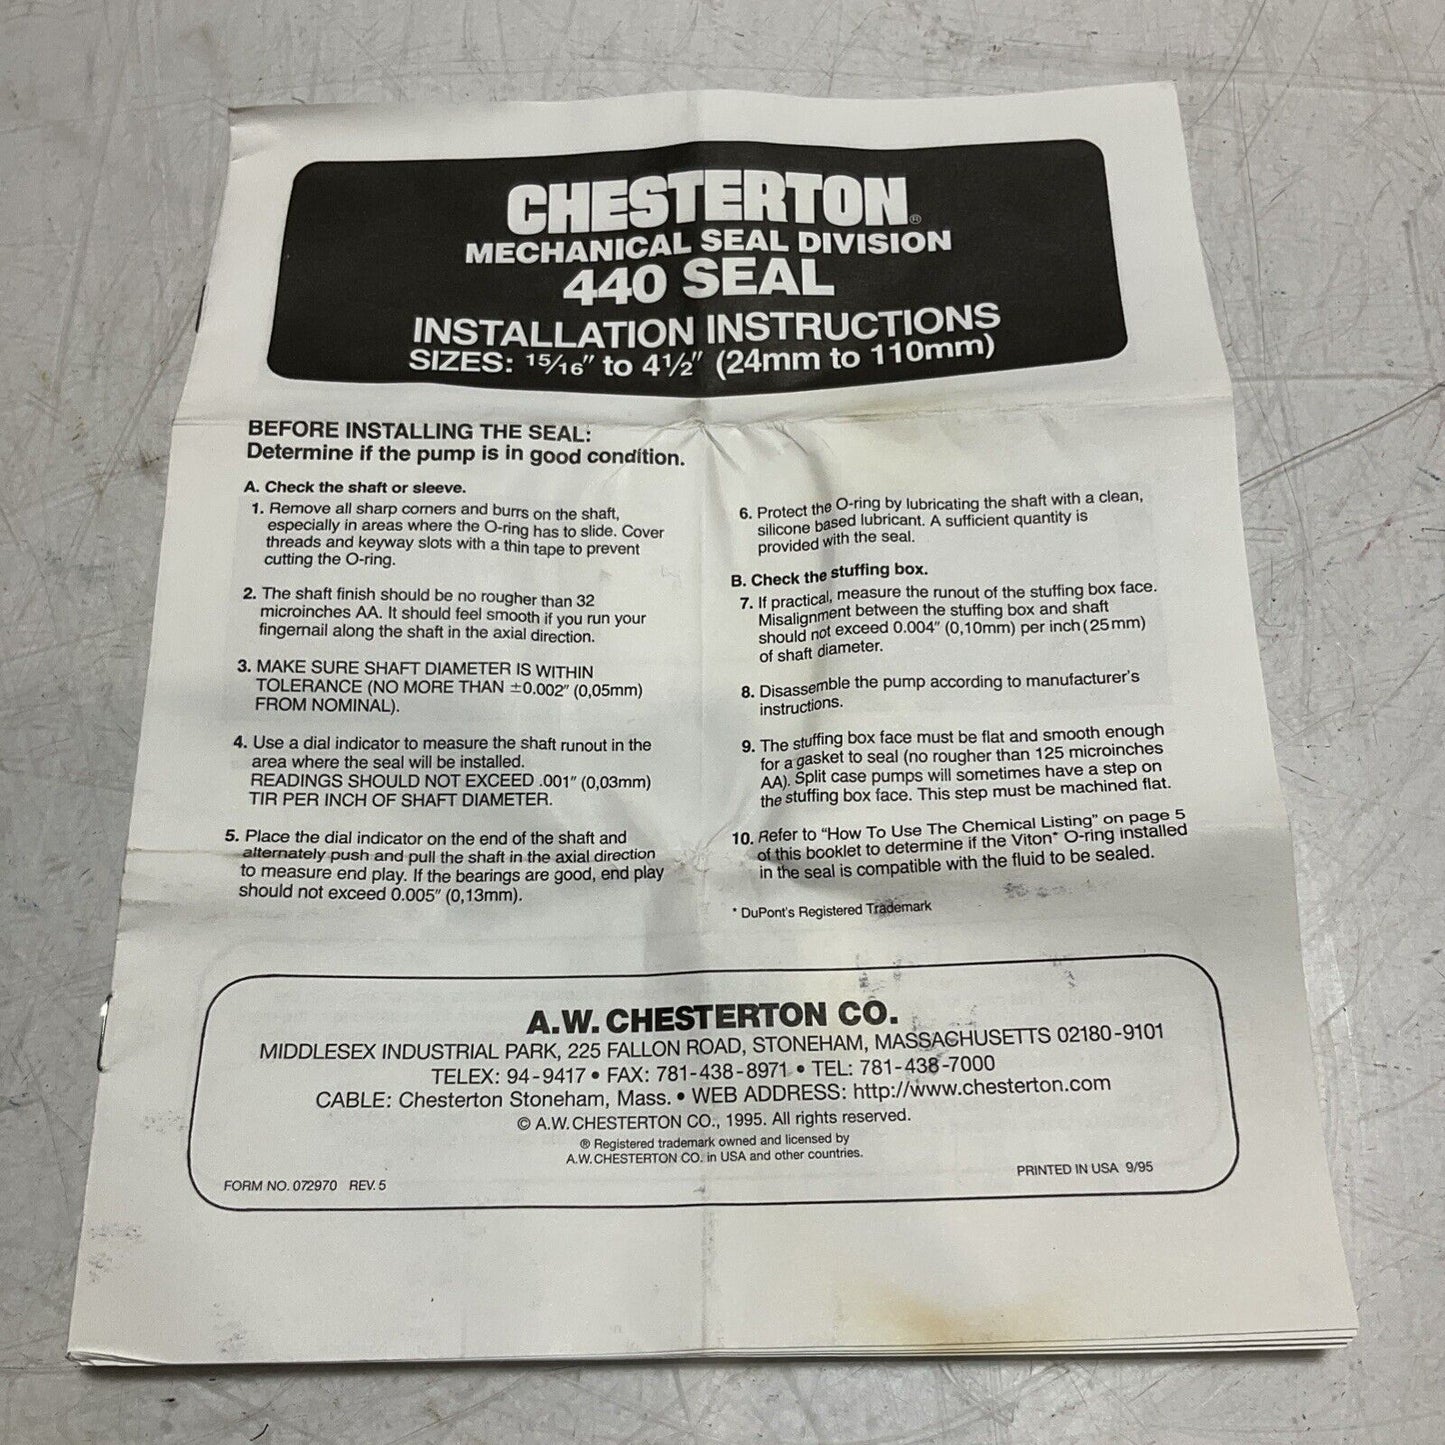 CHESTERTON®
MECHANICAL SEAL DIVISION
440 SEAL
INSTALLATION INSTRUCTIONS
SIZES: 15/16" to 4 1/2" (24mm to 110mm)
BEFORE INSTALLING THE SEAL:
Determine if the pump is in good condition.
A. Check the shaft or sleeve.
1. Remove all sharp corners and burrs on the shaft,
especially in areas where the O-ring has to slide. Cover
threads and keyway slots with a thin tape to prevent
cutting the O-ring.
2. The shaft finish should be no rougher than 32
microinches AA. It should feel smooth if you run your
fingernail along the shaft in the axial direction.
3. MAKE SURE SHAFT DIAMETER IS WITHIN
TOLERANCE (NO MORE THAN ±0.002" (0,05mm)
FROM NOMINAL).
4. Use a dial indicator to measure the shaft runout in the
area where the seal will be installed.
READINGS SHOULD NOT EXCEED .001" (0,03mm)
TIR PER INCH OF SHAFT DIAMETER.
5. Place the dial indicator on the end of the shaft and
alternately push and pull the shaft in the axial direction
to measure end play. If the bearings are good, end play
should not exceed 0.005" (0,13mm).
6. Protect the O-ring by lubricating the shaft with a clean,
silicone based lubricant. A sufficient quantity is
provided with the seal.
B. Check the stuffing box.
7. If practical, measure the runout of the stuffing box face.
Misalignment between the stuffing box and shaft
should not exceed 0.004" (0,10mm) per inch (25mm)
of shaft diameter.
8. Disassemble the pump according to manufacturer's
instructions.
9. The stuffing box face must be flat and smooth enough
for a gasket to seal (no rougher than 125 microinches
AA). Split case pumps will sometimes have a step on
the stuffing box face. This step must be machined flat.
10. Refer to "How To Use The Chemical Listing" on page 5
of this booklet to determine if the Viton* O-ring installed
in the seal is compatible with the fluid to be sealed.
* DuPont's Registered Trademark
A.W. CHESTERTON CO.
MIDDLESEX INDUSTRIAL PARK, 225 FALLON ROAD, STONEHAM, MASSACHUSETTS 02180-9101
TELEX: 94-9417 • FAX: 781-438-8971 • TEL: 781-438-7000
CABLE: Chesterton Stoneham, Mass. • WEB ADDRESS: http://www.chesterton.com
© A.W. CHESTERTON CO., 1995. All rights reserved.
® Registered trademark owned and licensed by
A.W. CHESTERTON CO. in USA and other countries.
FORM NO. 072970 REV. 5
PRINTED IN USA 9/95